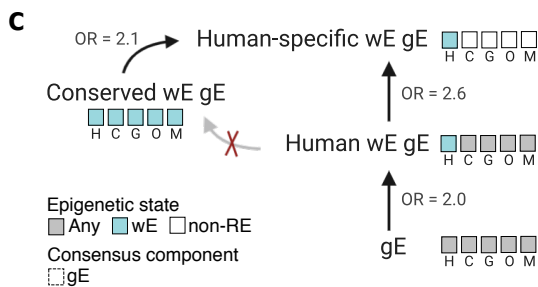 C
OR = 2.1
Human-specific wE gE
H C G O M
Conserved wE gE
H C G O M
OR = 2.6
Human wE gE
H C G O M
OR = 2.0
gE
H C G O M
Epigenetic state
Any wE non-RE
Consensus component
gE